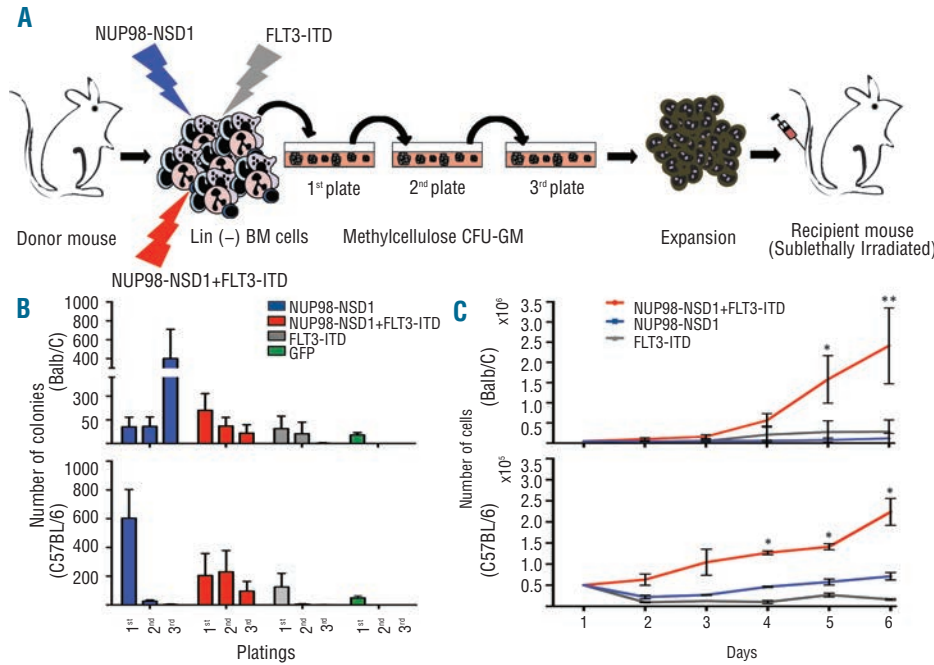 A
NUP98-NSD1
FLT3-ITD
1st plate
2nd plate
3rd plate
Donor mouse
Lin (–) BM cells
Methylcellulose CFU-GM
Expansion
Recipient mouse
(Sublethally Irradiated)
NUP98-NSD1+FLT3-ITD
B
Number of colonies
(Balb/C)
(C57BL/6)
1000
800
600
400
300
50
1000
800
600
400
200
NUP98-NSD1
NUP98-NSD1+FLT3-ITD
FLT3-ITD
GFP
1st 2nd 3rd 1st 2nd 3rd 1st 2nd 3rd 1st 2nd 3rd
Platings
C
Number of cells
(Balb/C)
(C57BL/6)
x10⁶
3.5
3.0
2.5
2.0
1.5
1.0
0.5
x10⁵
3.5
3.0
2.5
2.0
1.5
1.0
0.5
NUP98-NSD1+FLT3-ITD
NUP98-NSD1
FLT3-ITD
* **
* * *
1 2 3 4 5 6
Days